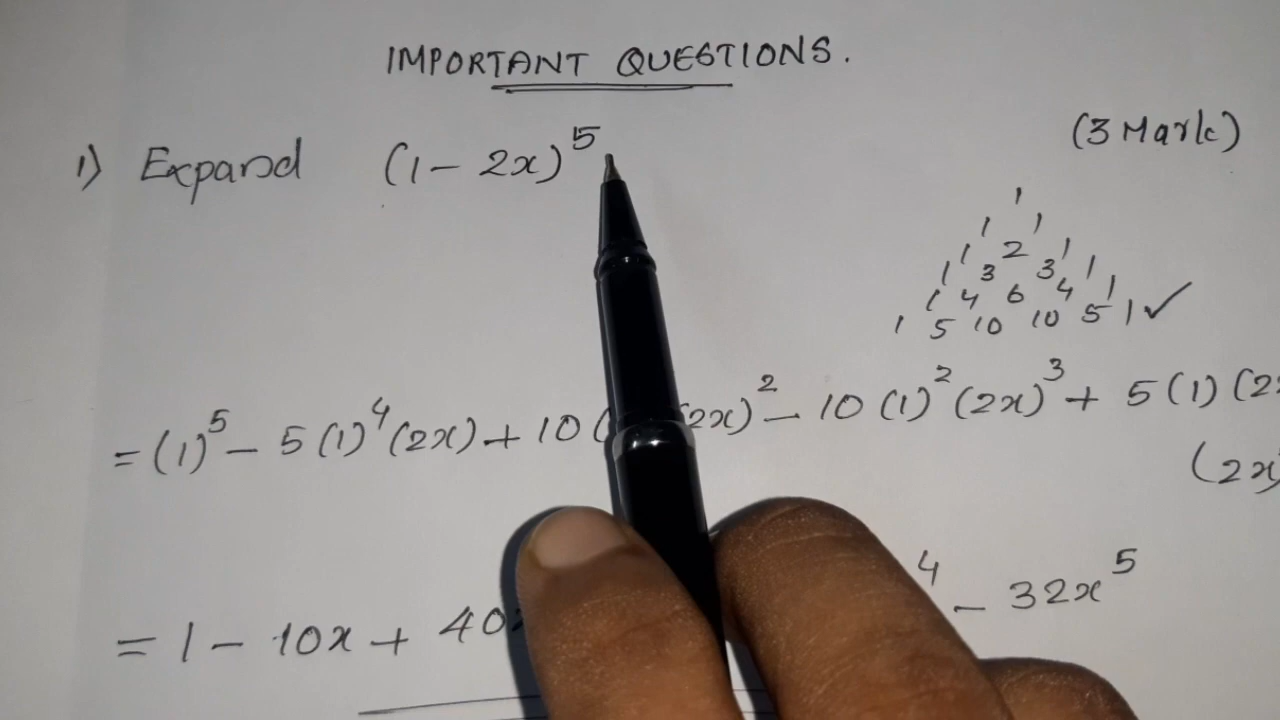 IMPORTANT QUESTIONS.
1) Expand (1 - 2x)^5
(3 Mark)
1
1 1
1 2 1
1 3 3 1
1 4 6 4 1
1 5 10 10 5 1 ✓
= (1)^5 - 5 (1)^4 (2x) + 10 ( 2x)^2 - 10 (1)^2 (2x)^3 + 5 (1) (2
(2x
= 1 - 10x + 40 ^4 - 32x^5